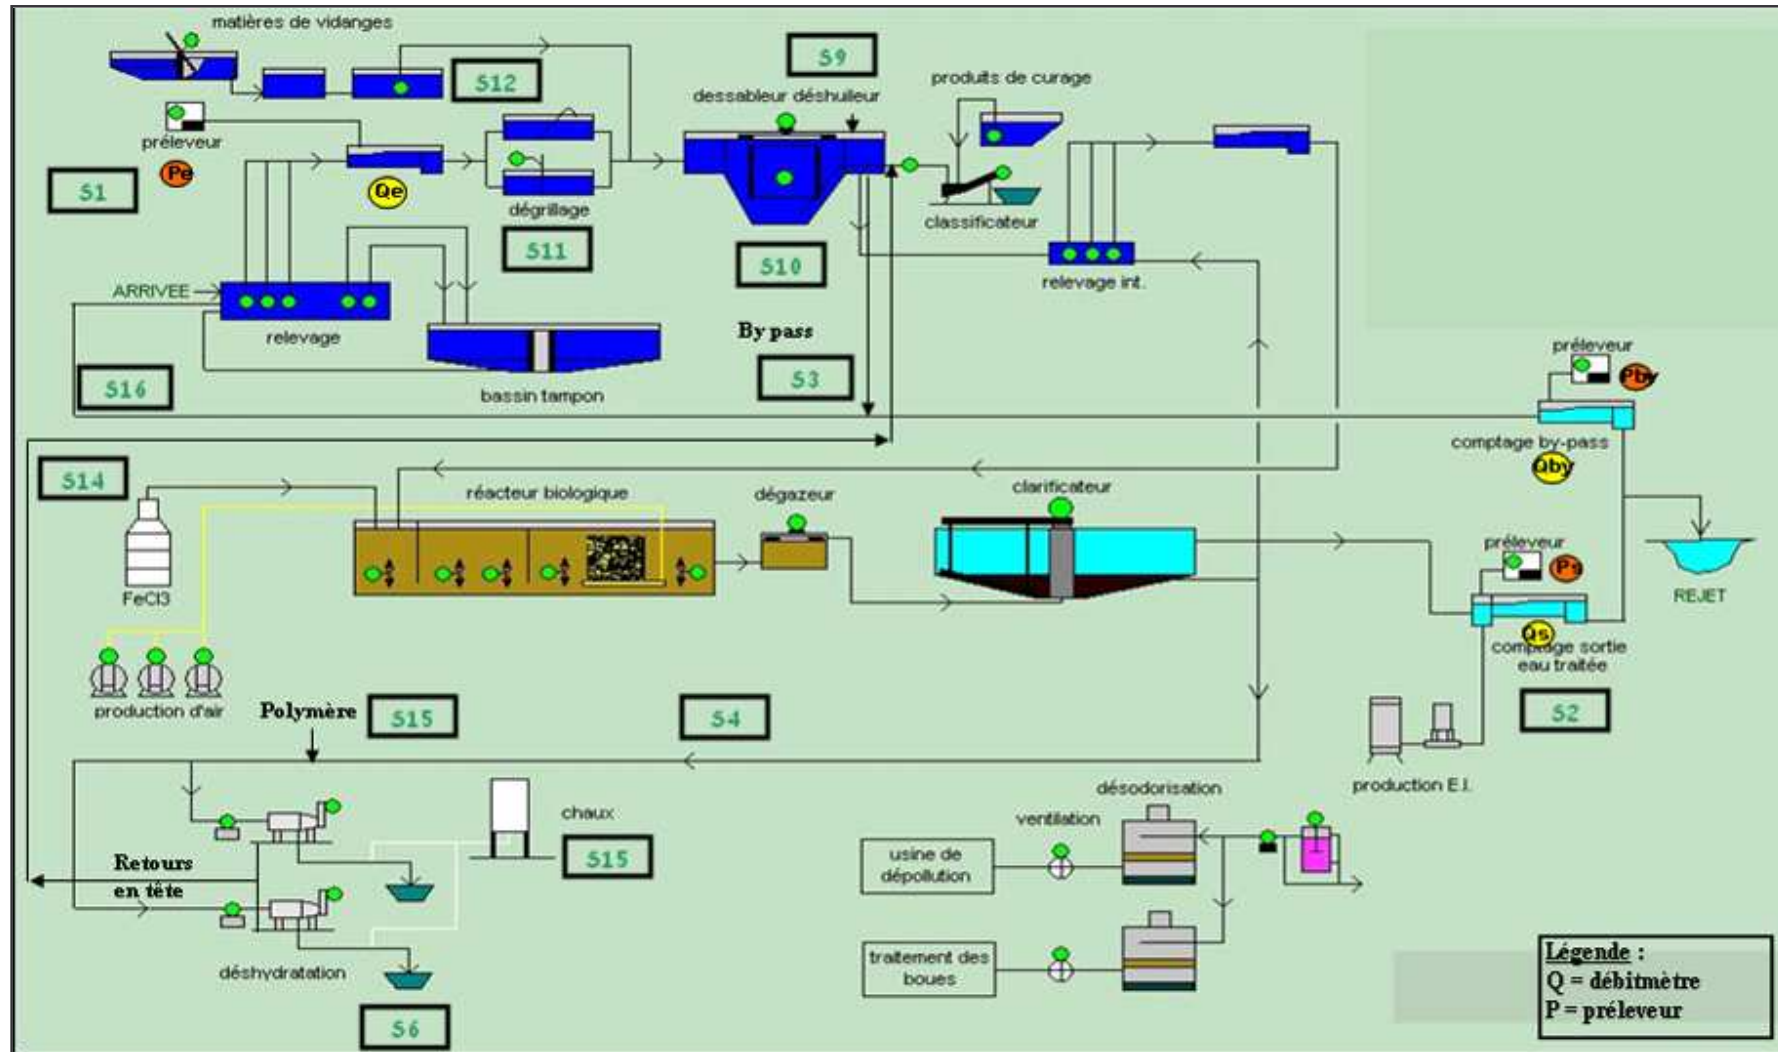 matières de vidanges
S12
S9
dessableur déshuileur
produits de curage
préleveur
Pe
S1
Qe
dégrillage
S11
S10
classificateur
relevage int.
ARRIVEE
relevage
S16
bassin tampon
By pass
S3
préleveur
Pby
comptage by-pass
Qby
S14
FeCl3
réacteur biologique
dégazeur
clarificateur
préleveur
Ps
REJET
Qs
comptage sortie
eau traitée
S2
production d'air
Polymère
S15
S4
production E.I.
chaux
S15
Retours
en tête
déshydratation
S6
désodorisation
ventilation
usine de
dépollution
traitement des
boues
Légende :
Q = débitmètre
P = préleveur